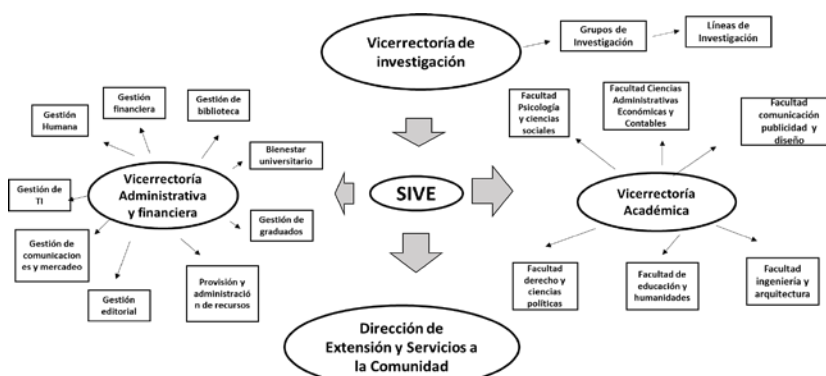 Vicerrectoría de
investigación
Grupos de
Investigación
Líneas de
Investigación
Gestión
Humana
Gestión
financiera
Gestión de
biblioteca
Bienestar
universitario
Gestión de
TI
Vicerrectoría
Administrativa
y financiera
Gestión de
graduados
Gestión de
comunicacion
es y mercadeo
Gestión
editorial
Provisión y
administració
n de recursos
SIVE
Facultad
Psicología
y ciencias
sociales
Facultad Ciencias
Administrativas
Económicas y
Contables
Facultad
comunicación
publicidad y
diseño
Vicerrectoría
Académica
Facultad
derecho y
ciencias
políticas
Facultad de
educación y
humanidades
Facultad
ingeniería y
arquitectura
Dirección de
Extensión y Servicios a
la Comunidad